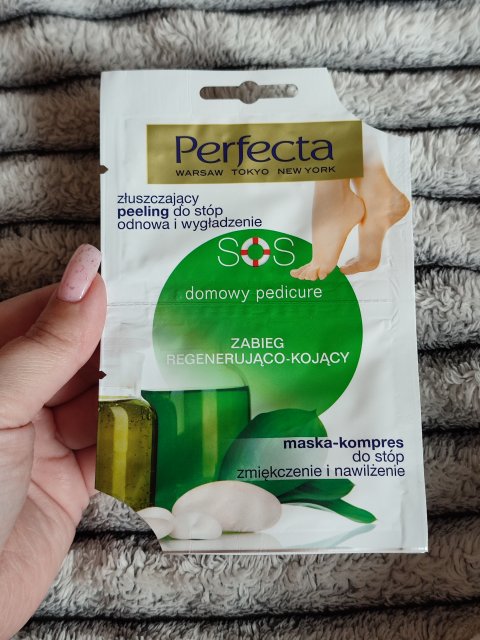 Perfecta
WARSAW TOKYO NEW YORK
złuszczający
peeling do stóp
odnowa i wygładzenie
SOS
domowy pedicure
ZABIEG
REGENERUJĄCO-KOJĄCY
maska-kompres
do stóp
zmiękczenie i nawilżenie